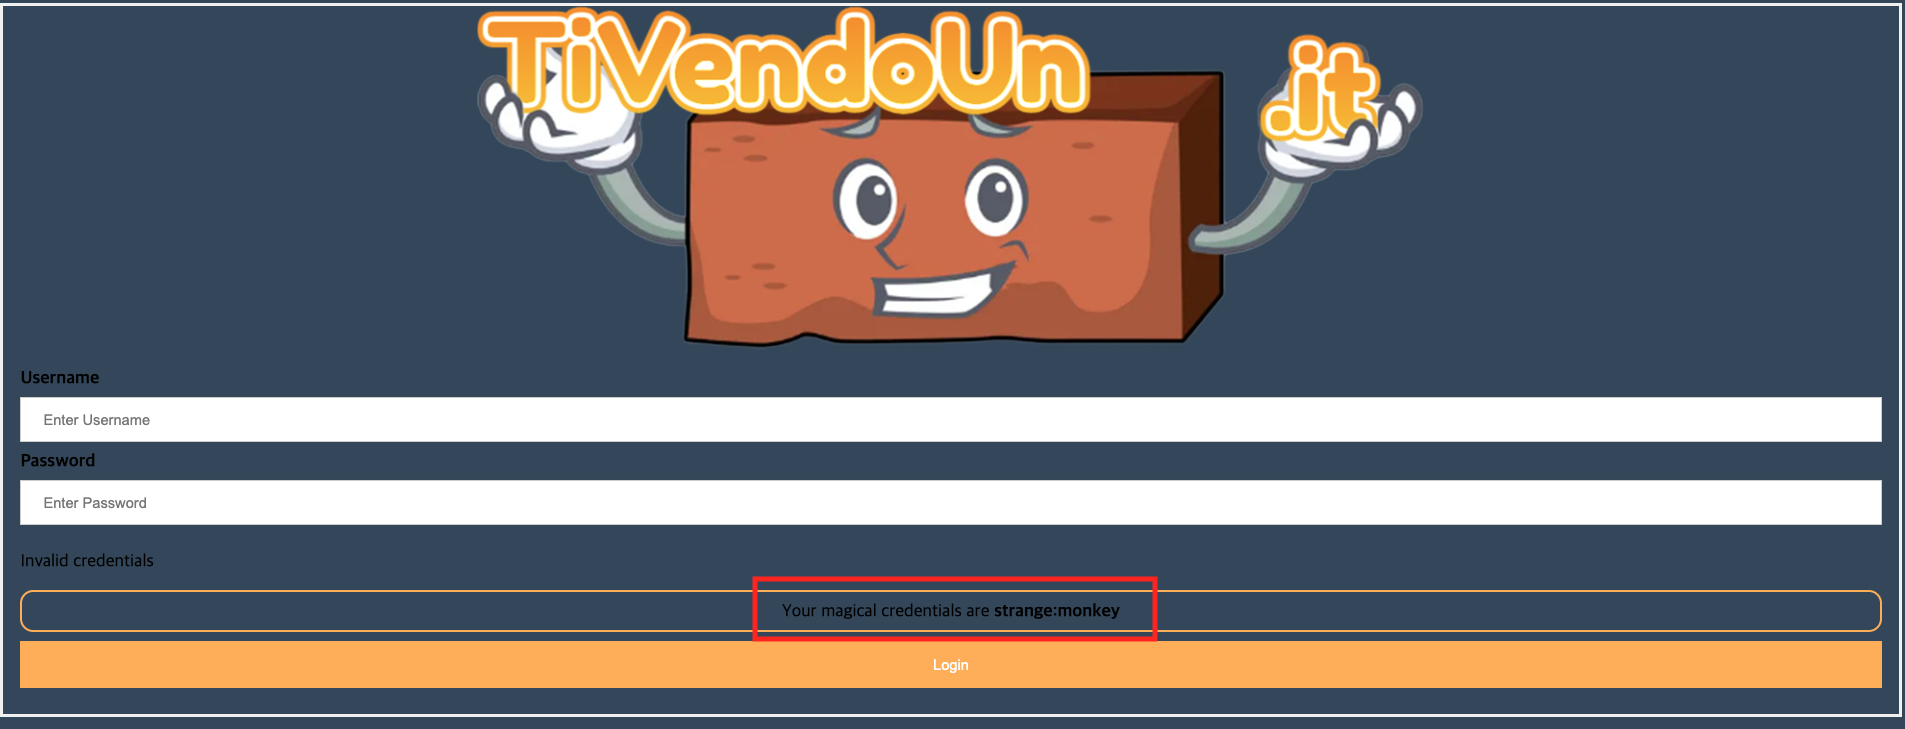 TiVendoUn .it
Username
Enter Username
Password
Enter Password
Invalid credentials
Your magical credentials are strange:monkey
Login